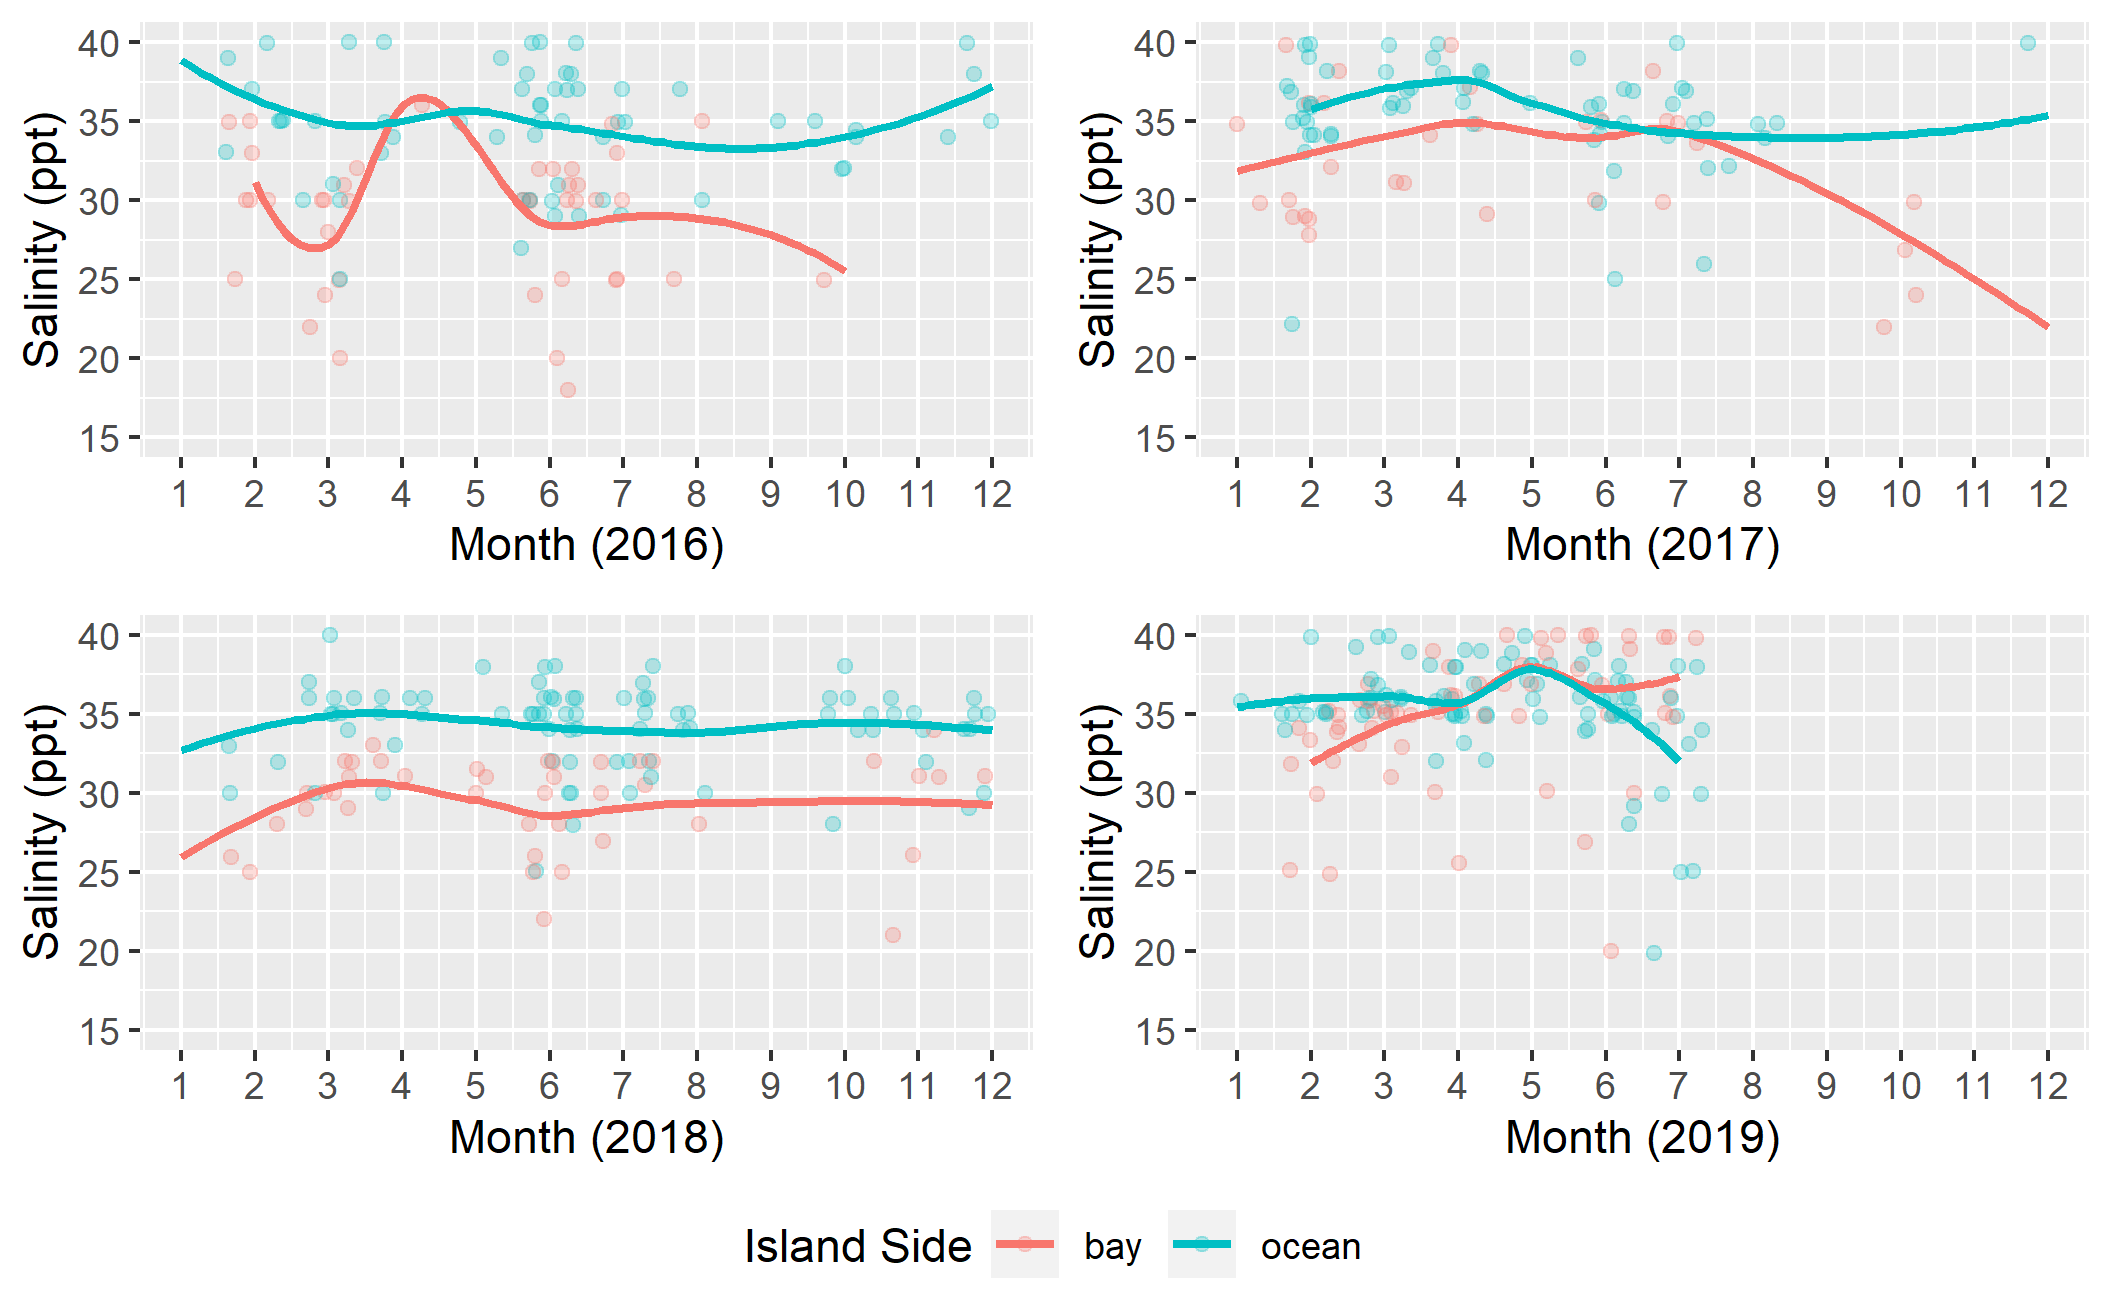 Salinity (ppt)
40
35
30
25
20
15
1 2 3 4 5 6 7 8 9 10 11 12
Month (2016)
Salinity (ppt)
40
35
30
25
20
15
1 2 3 4 5 6 7 8 9 10 11 12
Month (2017)
Salinity (ppt)
40
35
30
25
20
15
1 2 3 4 5 6 7 8 9 10 11 12
Month (2018)
Salinity (ppt)
40
35
30
25
20
15
1 2 3 4 5 6 7 8 9 10 11 12
Month (2019)
Island Side bay ocean